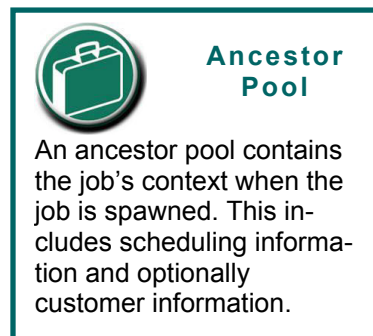 Ancestor
Pool
An ancestor pool contains
the job's context when the
job is spawned. This in-
cludes scheduling informa-
tion and optionally
customer information.